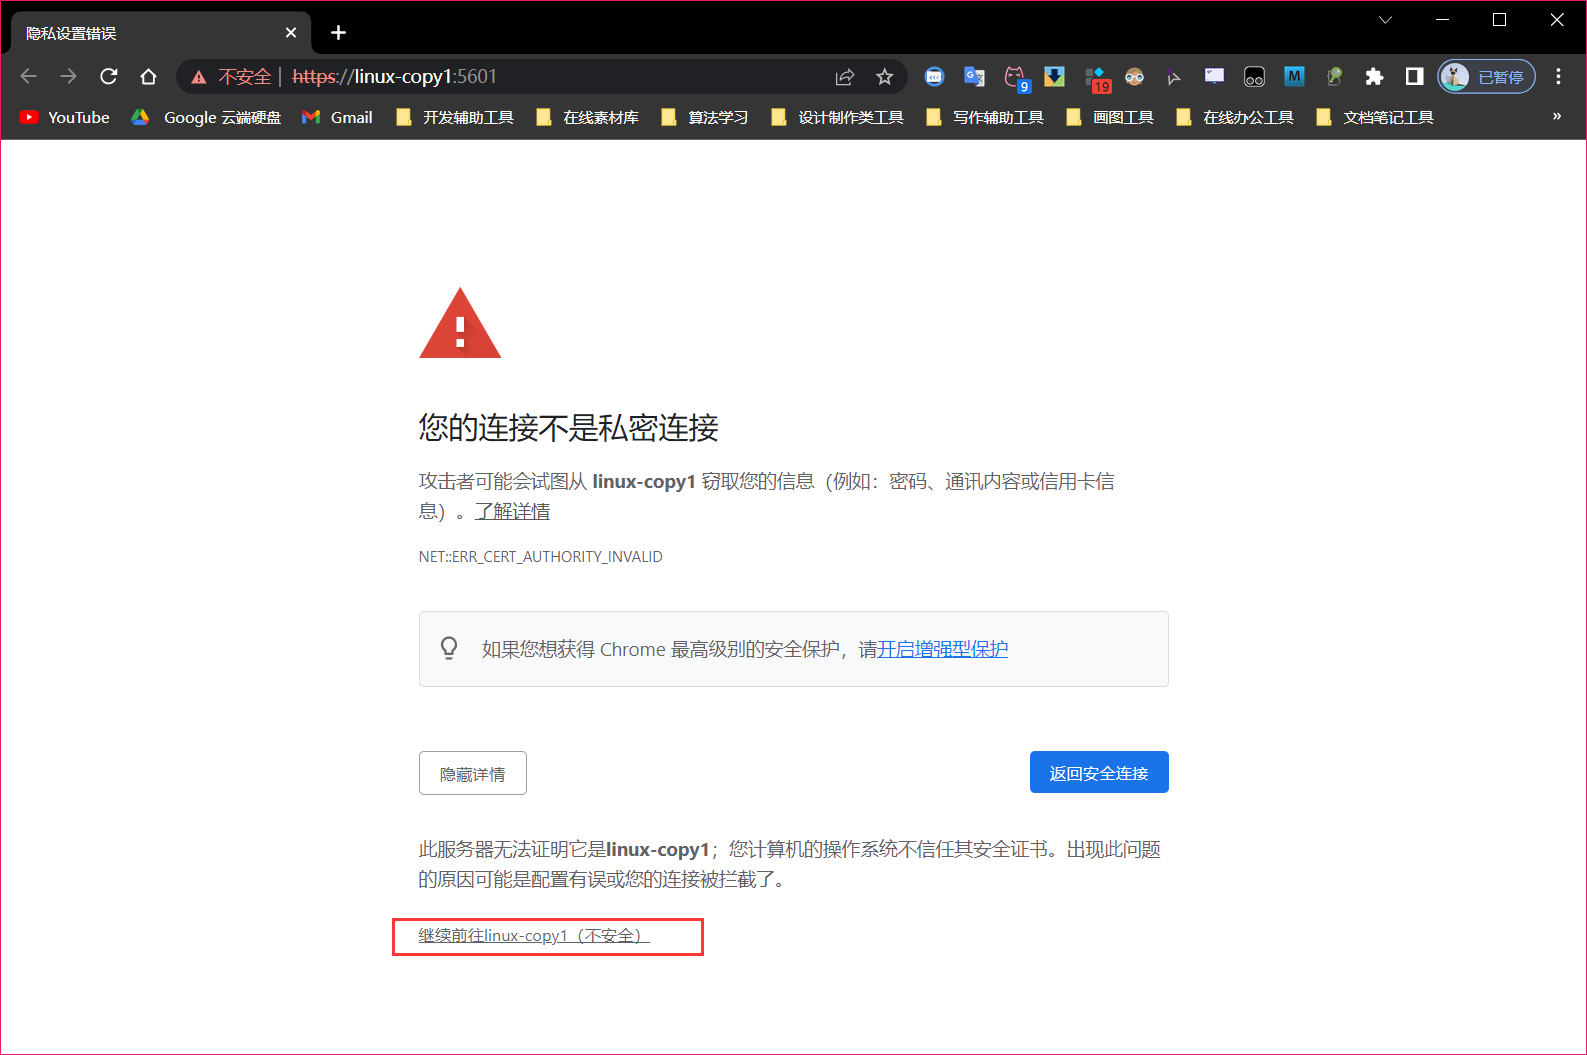 隐私设置错误
不安全 | https://linux-copy1:5601
9
19
M
已暂停
YouTube
Google 云端硬盘
Gmail
开发辅助工具
在线素材库
算法学习
设计制作类工具
写作辅助工具
画图工具
在线办公工具
文档笔记工具
»
您的连接不是私密连接
攻击者可能会试图从 linux-copy1 窃取您的信息（例如：密码、通讯内容或信用卡信
息）。了解详情
NET::ERR_CERT_AUTHORITY_INVALID
如果您想获得 Chrome 最高级别的安全保护，请开启增强型保护
隐藏详情
返回安全连接
此服务器无法证明它是linux-copy1；您计算机的操作系统不信任其安全证书。出现此问题
的原因可能是配置有误或您的连接被拦截了。
继续前往linux-copy1（不安全）